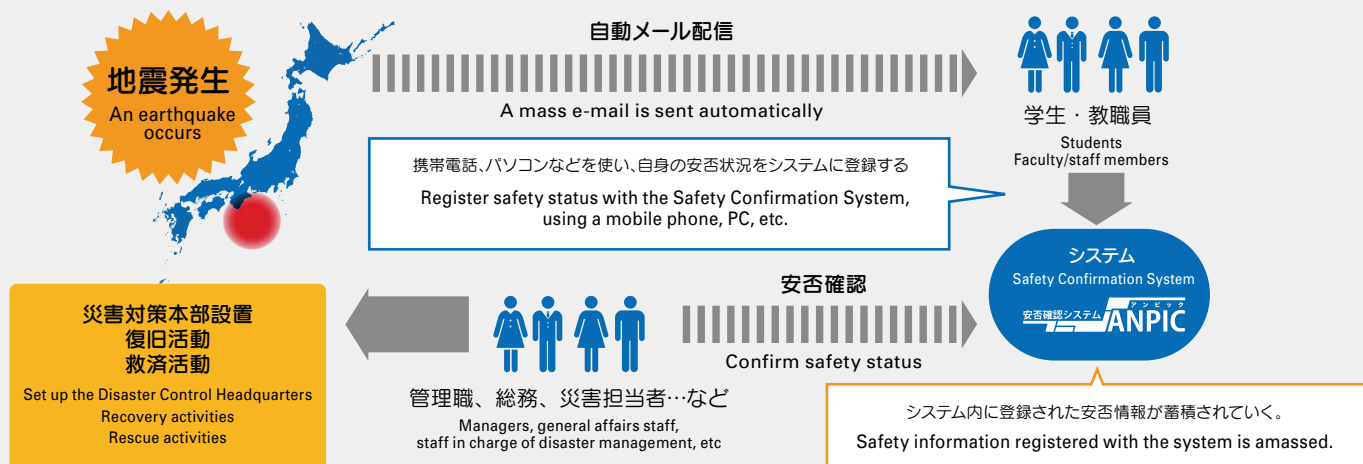 地震発生
An earthquake
occurs
自動メール配信
A mass e-mail is sent automatically
学生・教職員
Students
Faculty/staff members
携帯電話、パソコンなどを使い、自身の安否状況をシステムに登録する
Register safety status with the Safety Confirmation System,
using a mobile phone, PC, etc.
システム
Safety Confirmation System
アンピック
安否確認システム ANPIC
システム内に登録された安否情報が蓄積されていく。
Safety information registered with the system is amassed.
安否確認
Confirm safety status
管理職、総務、災害担当者…など
Managers, general affairs staff,
staff in charge of disaster management, etc
災害対策本部設置
復旧活動
救済活動
Set up the Disaster Control Headquarters
Recovery activities
Rescue activities